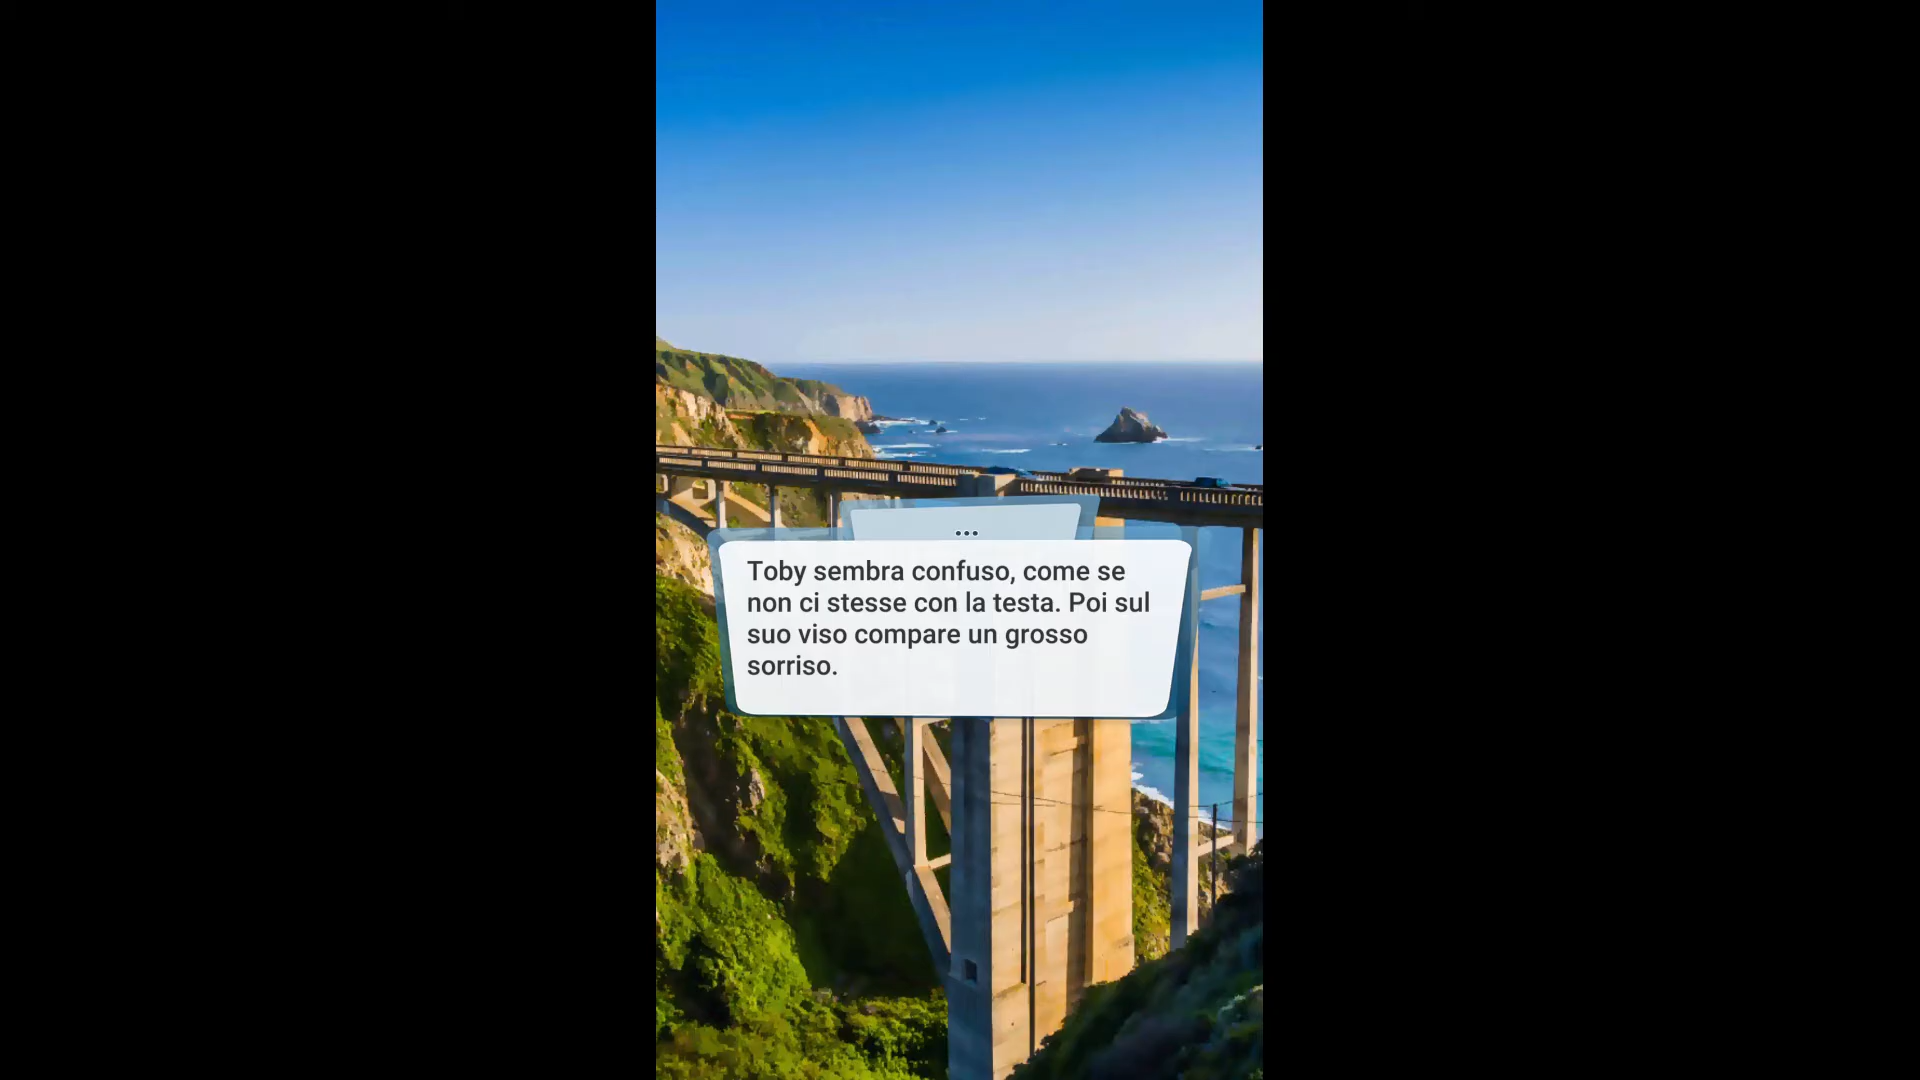 ...
Toby sembra confuso, come se
non ci stesse con la testa. Poi sul
suo viso compare un grosso
sorriso.